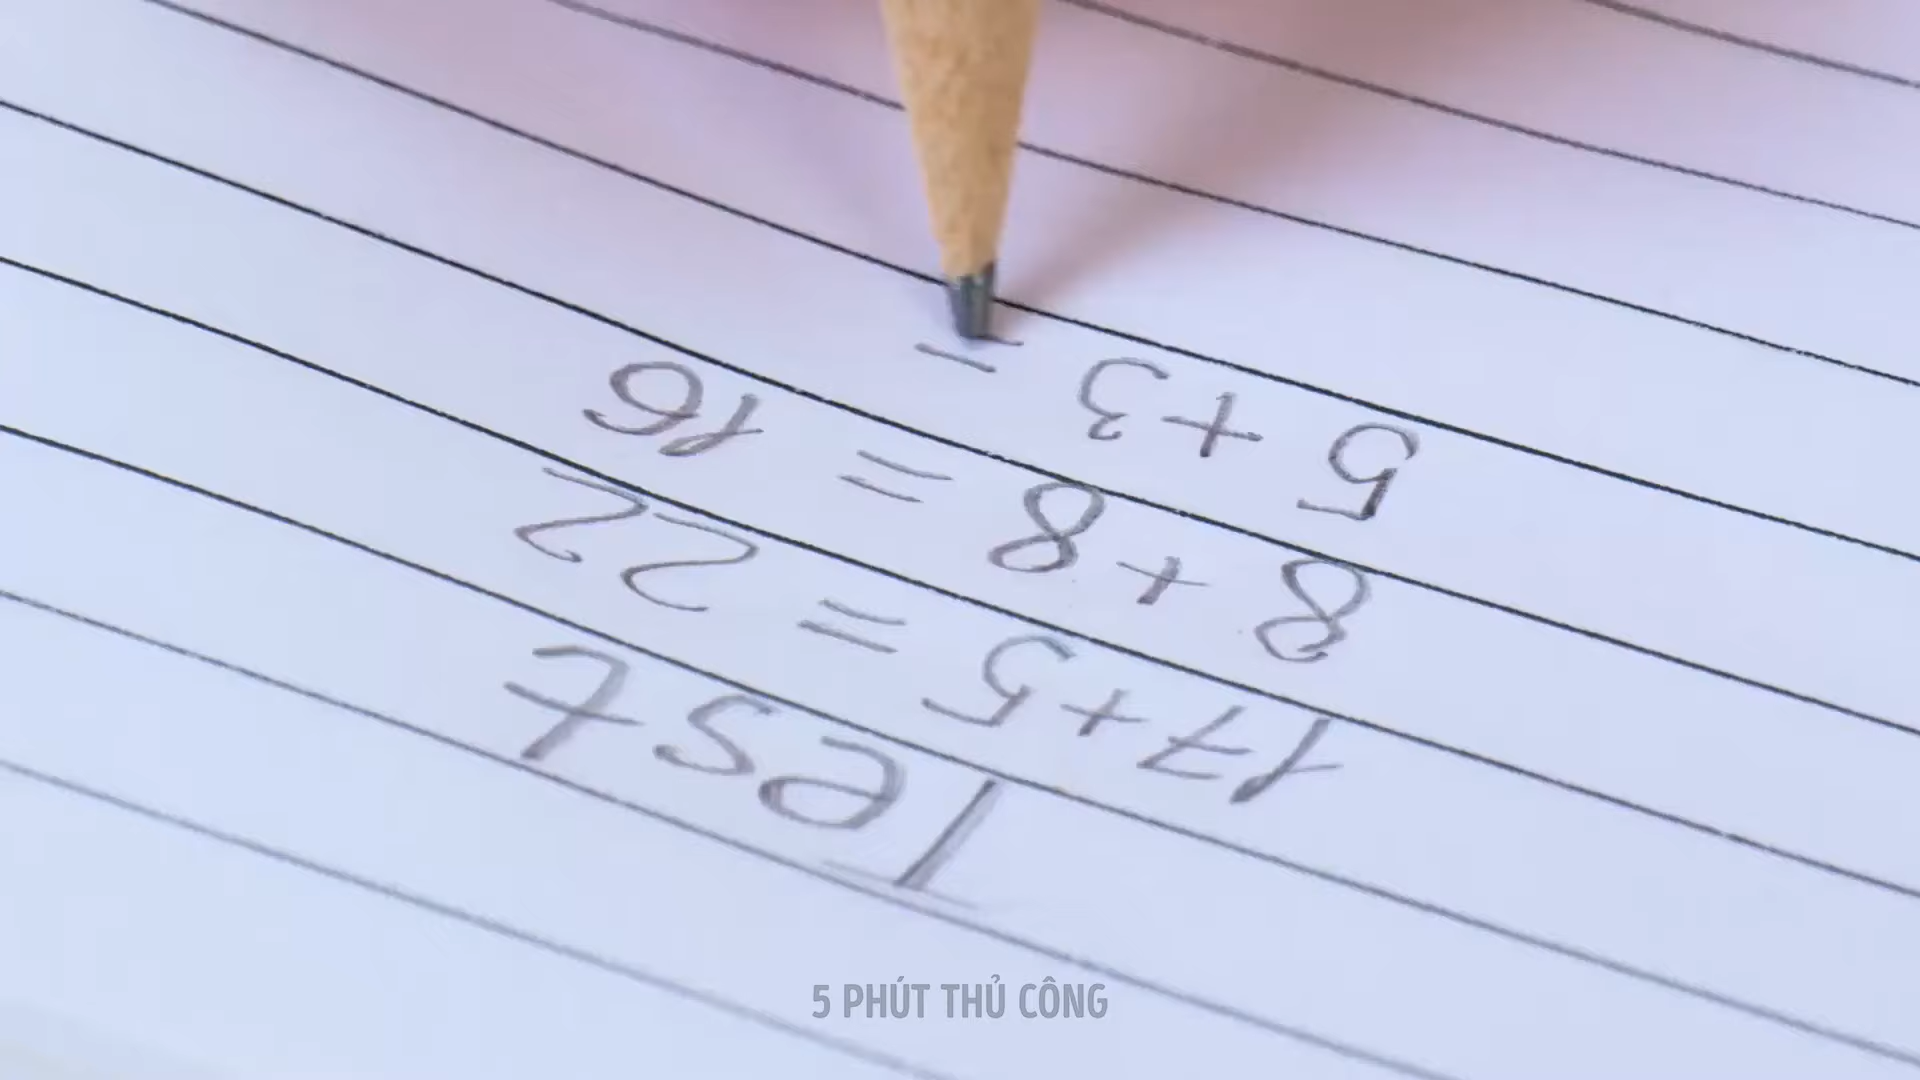 Test
17+5 = 22
8+8 = 16
5+3 =
5 PHÚT THỦ CÔNG